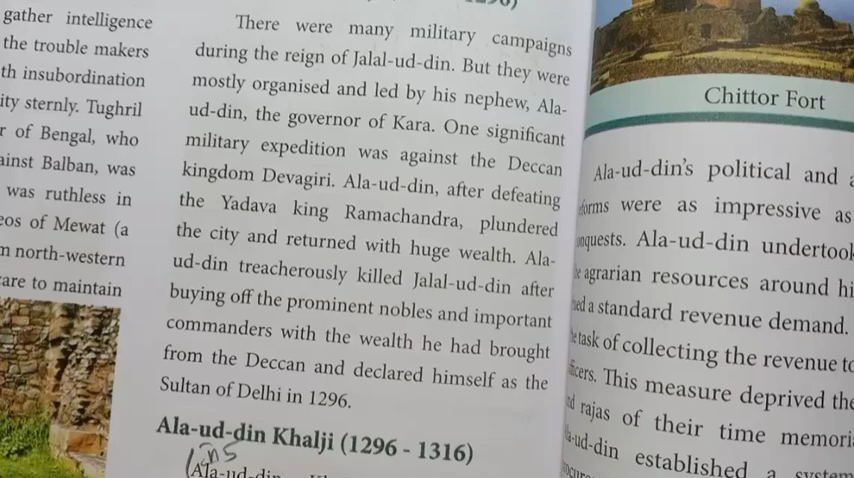 gather intelligence
the trouble makers
th insubordination
ity sternly. Tughril
r of Bengal, who
ainst Balban, was
was ruthless in
eos of Mewat (a
m north-western
care to maintain
There were many military campaigns
during the reign of Jalal-ud-din. But they were
mostly organised and led by his nephew, Ala-
ud-din, the governor of Kara. One significant
military expedition was against the Deccan
kingdom Devagiri. Ala-ud-din, after defeating
the Yadava king Ramachandra, plundered
the city and returned with huge wealth. Ala-
ud-din treacherously killed Jalal-ud-din after
buying off the prominent nobles and important
commanders with the wealth he had brought
from the Deccan and declared himself as the
Sultan of Delhi in 1296.
Ala-ud-din Khalji (1296 - 1316)
Chittor Fort
Ala-ud-din's political and a
forms were as impressive as
onquests. Ala-ud-din undertook
agrarian resources around hi
ed a standard revenue demand.
task of collecting the revenue to
ficers. This measure deprived the
nd rajas of their time memori
la-ud-din established a system